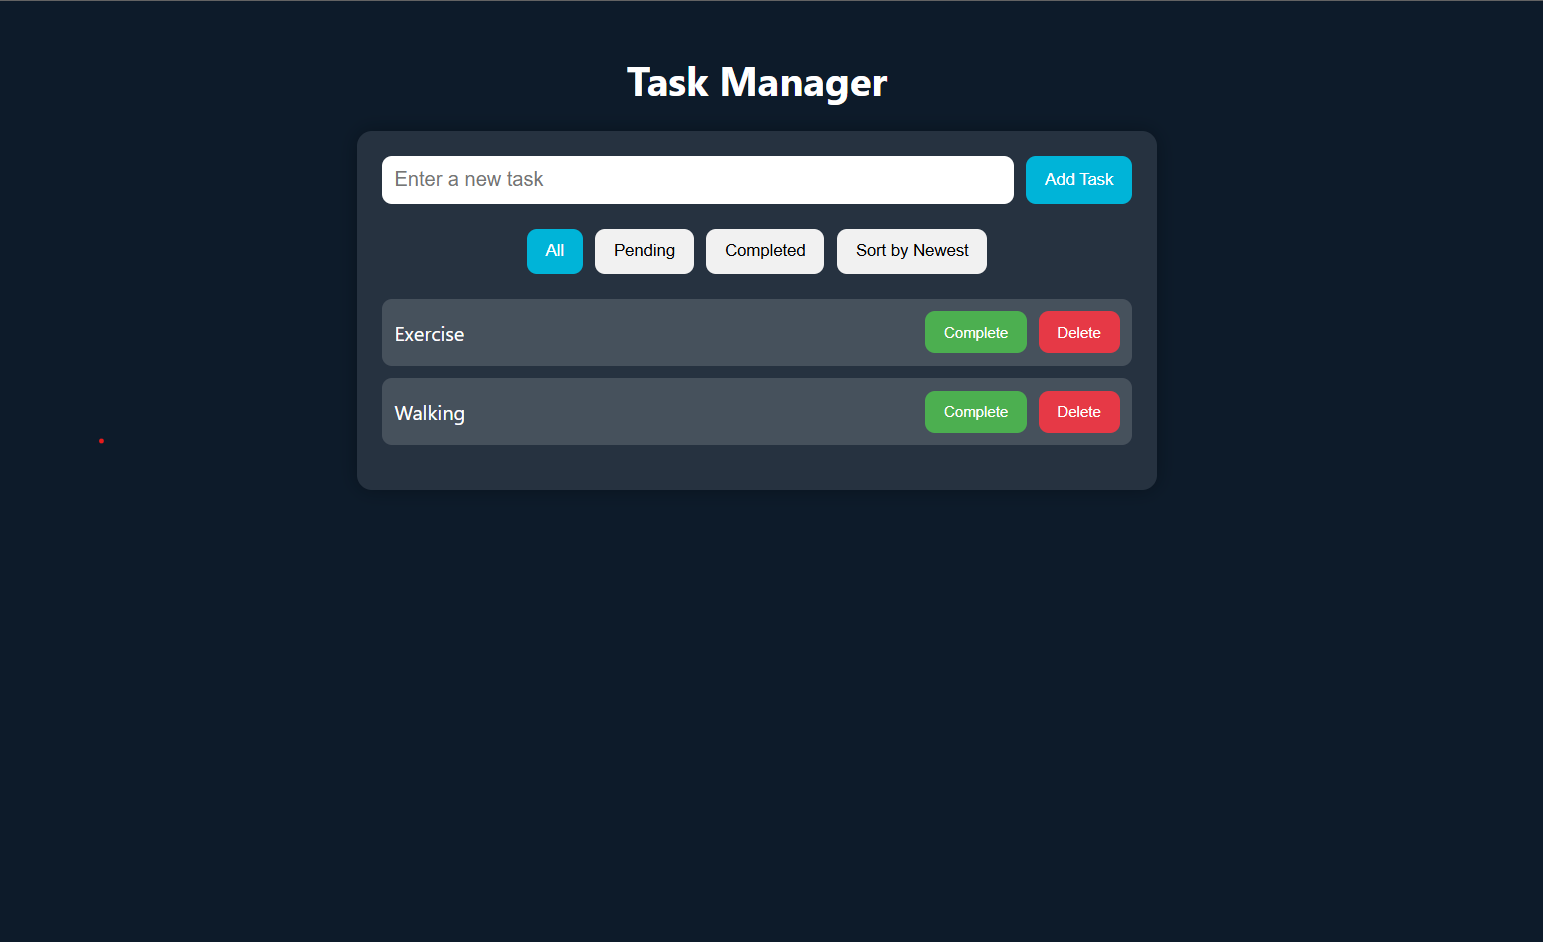 Task Manager
Enter a new task Add Task
All Pending Completed Sort by Newest
Exercise Complete Delete
Walking Complete Delete